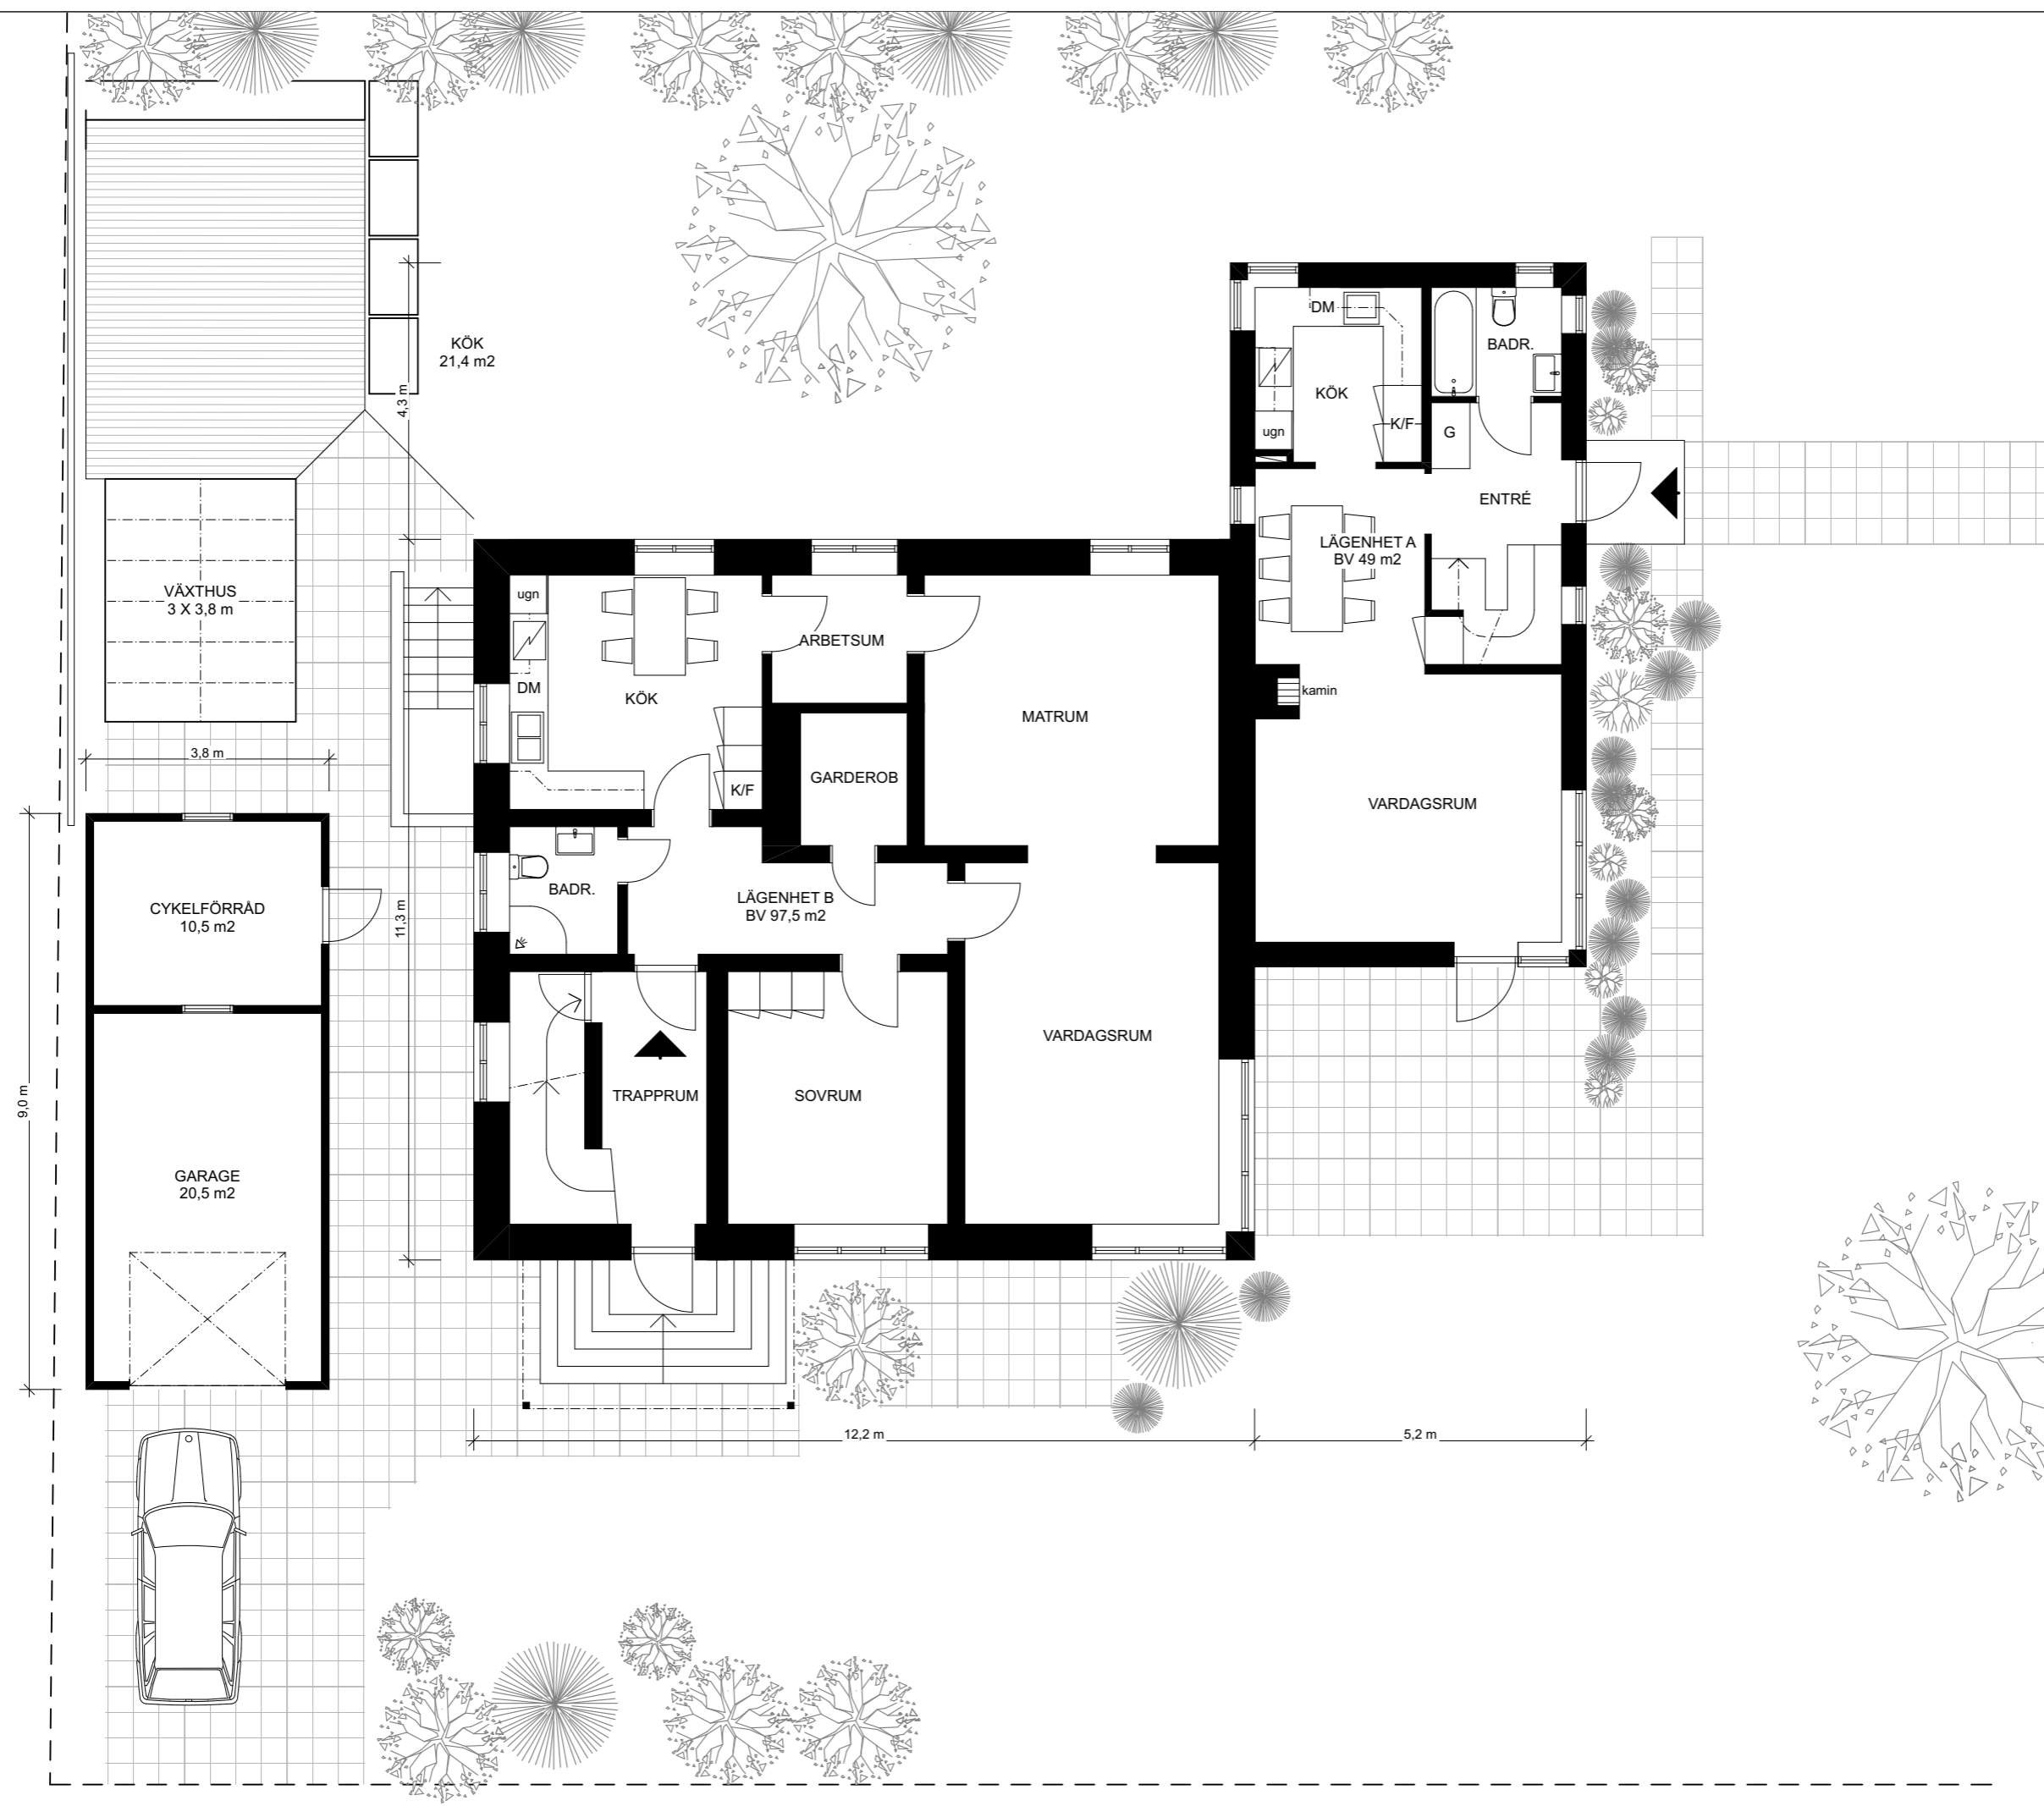 KÖK
21,4 m2
4,3 m
DM
BADR.
KÖK
K/F
G
ugn
ENTRÉ
LÄGENHET A
BV 49 m2
VÄXTHUS
3 X 3,8 m
ugn
ARBETSUM
DM
KÖK
kamin
MATRUM
3,8 m
GARDEROB
K/F
VARDAGSRUM
BADR.
LÄGENHET B
BV 97,5 m2
CYKELFÖRRÅD
10,5 m2
11,3 m
VARDAGSRUM
9,0 m
TRAPPRUM
SOVRUM
GARAGE
20,5 m2
12,2 m
5,2 m